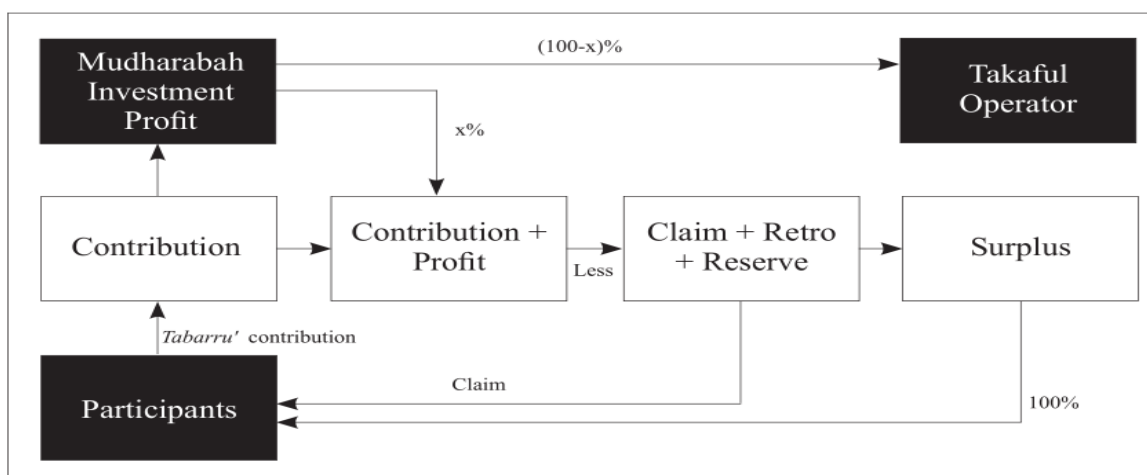 Mudharabah
Investment
Profit
(100-x)%
Takaful
Operator
x%
Contribution
Contribution +
Profit
Less
Claim + Retro
+ Reserve
Surplus
Tabarru' contribution
Participants
Claim
100%